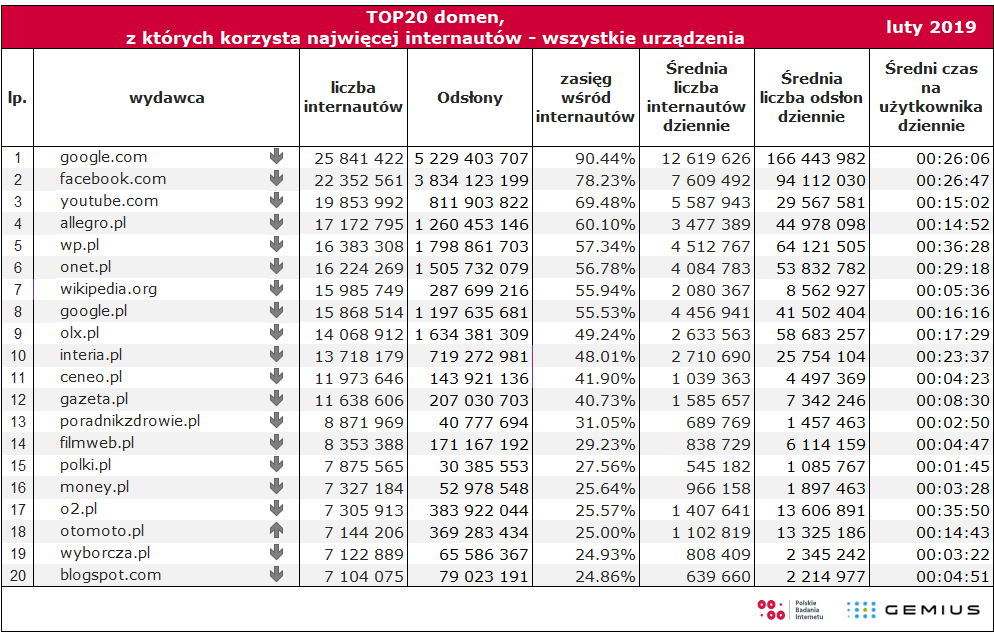 TOP20 domen,
z których korzysta najwięcej internautów - wszystkie urządzenia
luty 2019
lp.
wydawca
liczba
internautów
Odsłony
zasięg
wśród
internautów
Średnia
liczba
internautów
dziennie
Średnia
liczba odsłon
dziennie
Średni czas
na
użytkownika
dziennie
1 google.com 25 841 422 5 229 403 707 90.44% 12 619 626 166 443 982 00:26:06
2 facebook.com 22 352 561 3 834 123 199 78.23% 7 609 492 94 112 030 00:26:47
3 youtube.com 19 853 992 811 903 822 69.48% 5 587 943 29 567 581 00:15:02
4 allegro.pl 17 172 795 1 260 453 146 60.10% 3 477 389 44 978 098 00:14:52
5 wp.pl 16 383 308 1 798 861 703 57.34% 4 512 767 64 121 505 00:36:28
6 onet.pl 16 224 269 1 505 732 079 56.78% 4 084 783 53 832 782 00:29:18
7 wikipedia.org 15 985 749 287 699 216 55.94% 2 080 367 8 562 927 00:05:36
8 google.pl 15 868 514 1 197 635 681 55.53% 4 456 941 41 502 404 00:16:16
9 olx.pl 14 068 912 1 634 381 309 49.24% 2 633 563 58 683 257 00:17:29
10 interia.pl 13 718 179 719 272 981 48.01% 2 710 690 25 754 104 00:23:37
11 ceneo.pl 11 973 646 143 921 136 41.90% 1 039 363 4 497 369 00:04:23
12 gazeta.pl 11 638 606 207 030 703 40.73% 1 585 657 7 342 246 00:08:30
13 poradnikzdrowie.pl 8 871 969 40 777 694 31.05% 689 769 1 457 463 00:02:50
14 filmweb.pl 8 353 388 171 167 192 29.23% 838 729 6 114 159 00:04:47
15 polki.pl 7 875 565 30 385 553 27.56% 545 182 1 085 767 00:01:45
16 money.pl 7 327 184 52 978 548 25.64% 966 158 1 897 463 00:03:28
17 o2.pl 7 305 913 383 922 044 25.57% 1 407 641 13 606 891 00:35:50
18 otomoto.pl 7 144 206 369 283 434 25.00% 1 102 819 13 325 186 00:14:43
19 wyborcza.pl 7 122 889 65 586 367 24.93% 808 409 2 345 242 00:03:22
20 blogspot.com 7 104 075 79 023 191 24.86% 639 660 2 214 977 00:04:51
Polskie
Badania
Internetu
GEMIUS